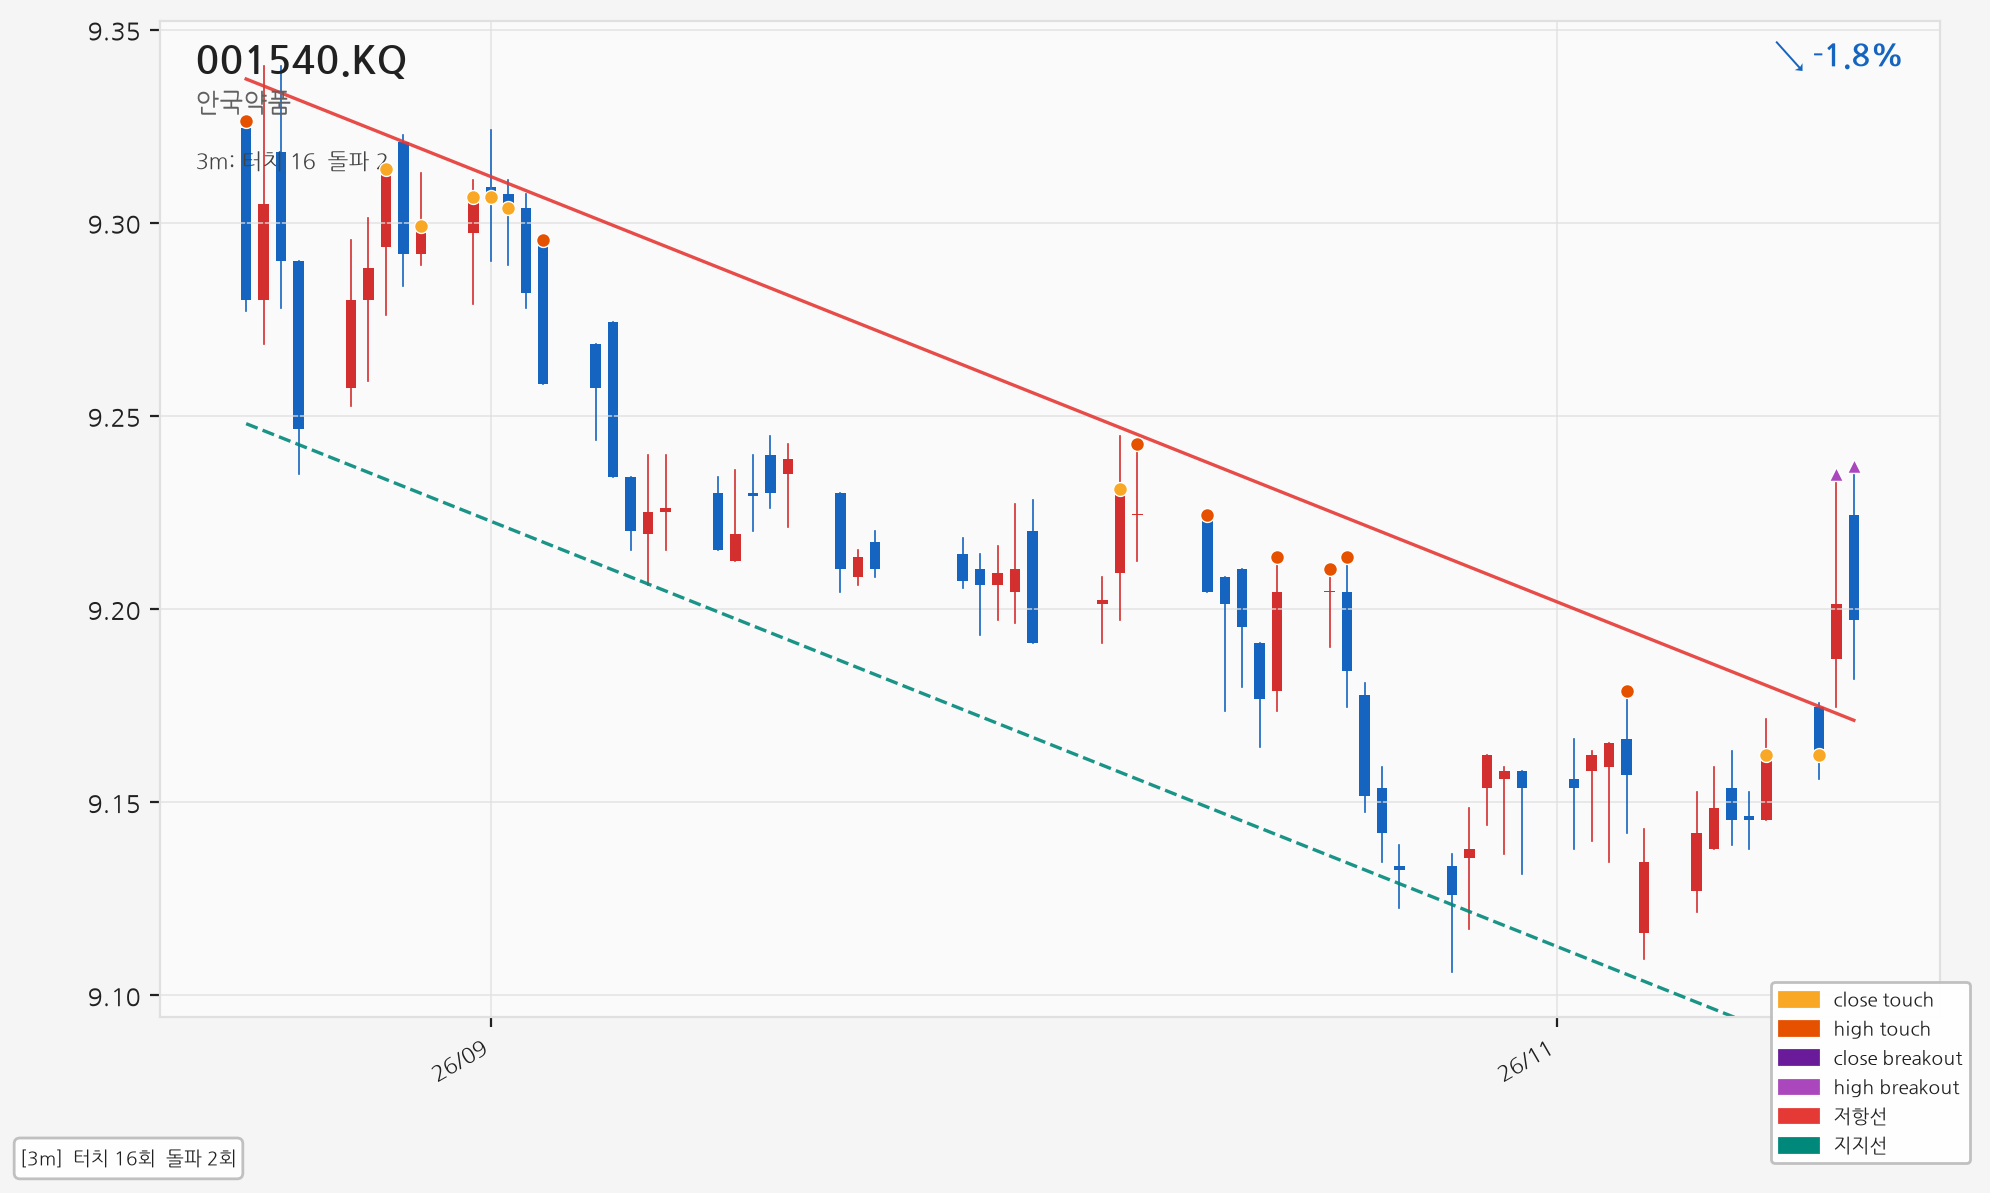 001540.KQ
안국약품
3m: 터치 16 돌파 2
-1.8%
9.35
9.30
9.25
9.20
9.15
9.10
26/09
26/11
close touch
high touch
close breakout
high breakout
저항선
지지선
[3m] 터치 16회 돌파 2회